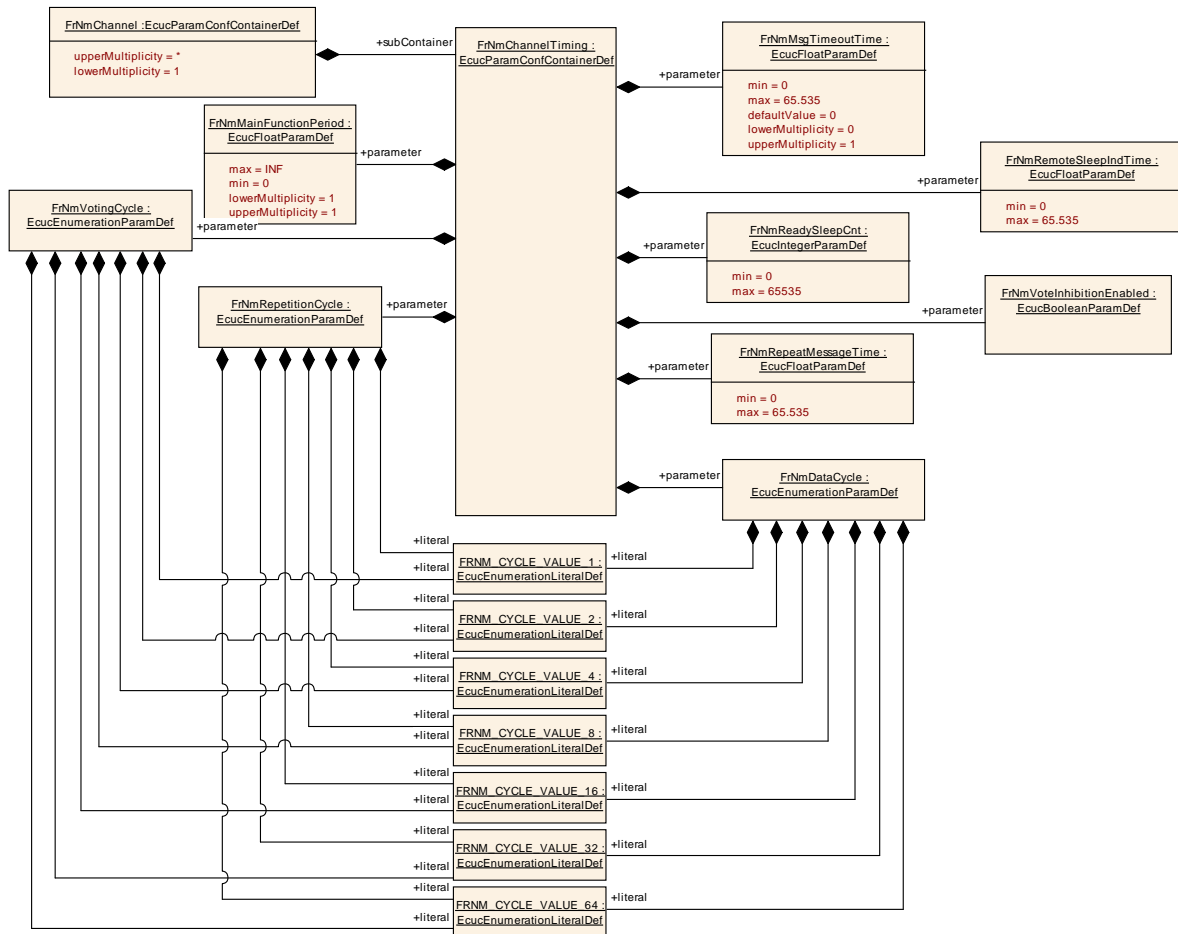 FrNmChannel :EcucParamConfContainerDef
upperMultiplicity = *
lowerMultiplicity = 1
+subContainer
FrNmChannelTiming :
EcucParamConfContainerDef
FrNmMsgTimeoutTime :
EcucFloatParamDef
min = 0
max = 65.535
defaultValue = 0
lowerMultiplicity = 0
upperMultiplicity = 1
+parameter
FrNmMainFunctionPeriod :
EcucFloatParamDef
max = INF
min = 0
lowerMultiplicity = 1
upperMultiplicity = 1
+parameter
FrNmRemoteSleepIndTime :
EcucFloatParamDef
min = 0
max = 65.535
+parameter
FrNmVotingCycle :
EcucEnumerationParamDef
+parameter
FrNmReadySleepCnt :
EcucIntegerParamDef
min = 0
max = 65535
+parameter
FrNmVoteInhibitionEnabled :
EcucBooleanParamDef
+parameter
FrNmRepetitionCycle :
EcucEnumerationParamDef
+parameter
FrNmRepeatMessageTime :
EcucFloatParamDef
min = 0
max = 65.535
+parameter
FrNmDataCycle :
EcucEnumerationParamDef
+parameter
+literal
+literal
FRNM_CYCLE_VALUE_1 :
EcucEnumerationLiteralDef
+literal
+literal
+literal
FRNM_CYCLE_VALUE_2 :
EcucEnumerationLiteralDef
+literal
+literal
+literal
FRNM_CYCLE_VALUE_4 :
EcucEnumerationLiteralDef
+literal
+literal
+literal
FRNM_CYCLE_VALUE_8 :
EcucEnumerationLiteralDef
+literal
+literal
+literal
FRNM_CYCLE_VALUE_16 :
EcucEnumerationLiteralDef
+literal
+literal
+literal
FRNM_CYCLE_VALUE_32 :
EcucEnumerationLiteralDef
+literal
+literal
+literal
FRNM_CYCLE_VALUE_64 :
EcucEnumerationLiteralDef
+literal